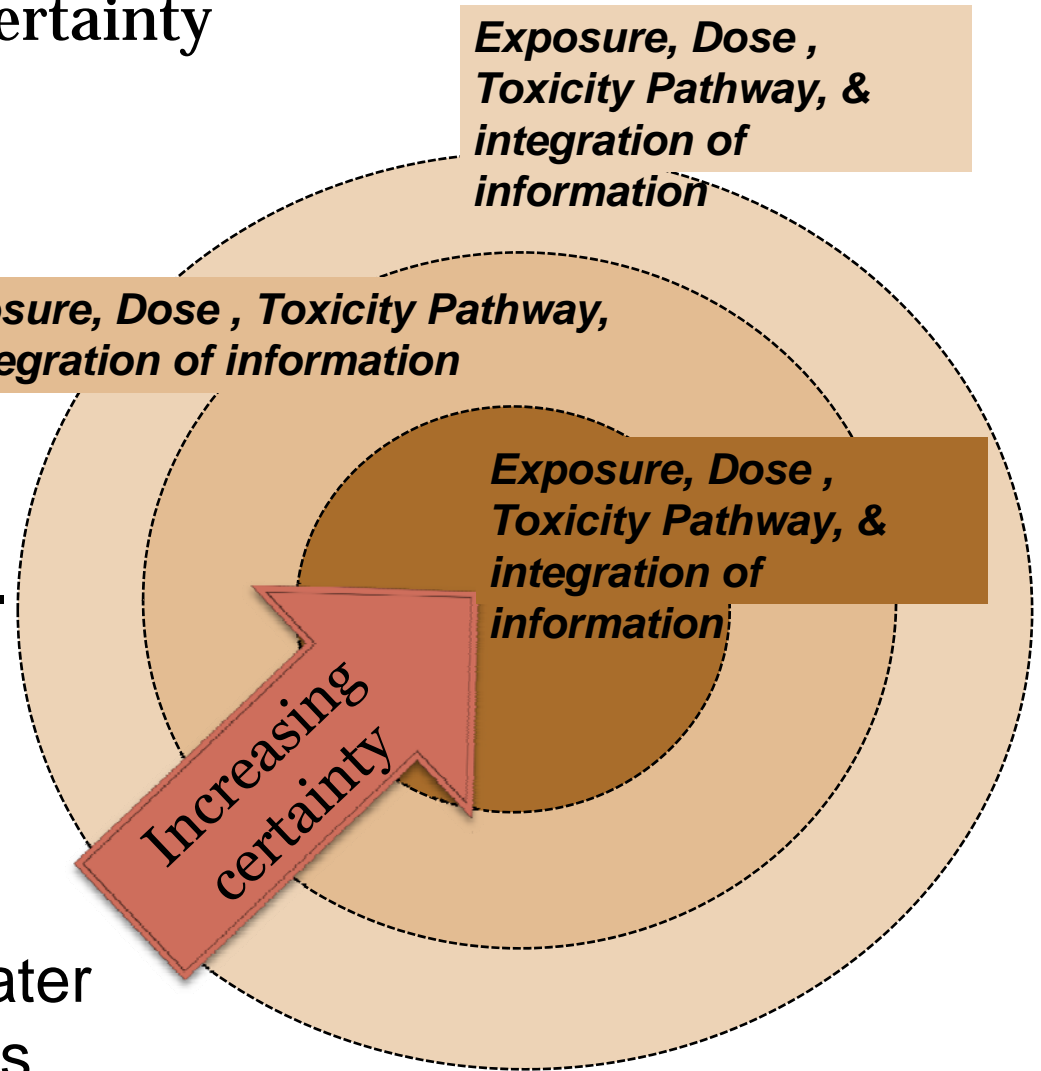 ertainty
Exposure, Dose ,
Toxicity Pathway, &
integration of
information
osure, Dose , Toxicity Pathway,
egration of information
Exposure, Dose ,
Toxicity Pathway, &
integration of
information
.
Increasing
certainty
ater
s